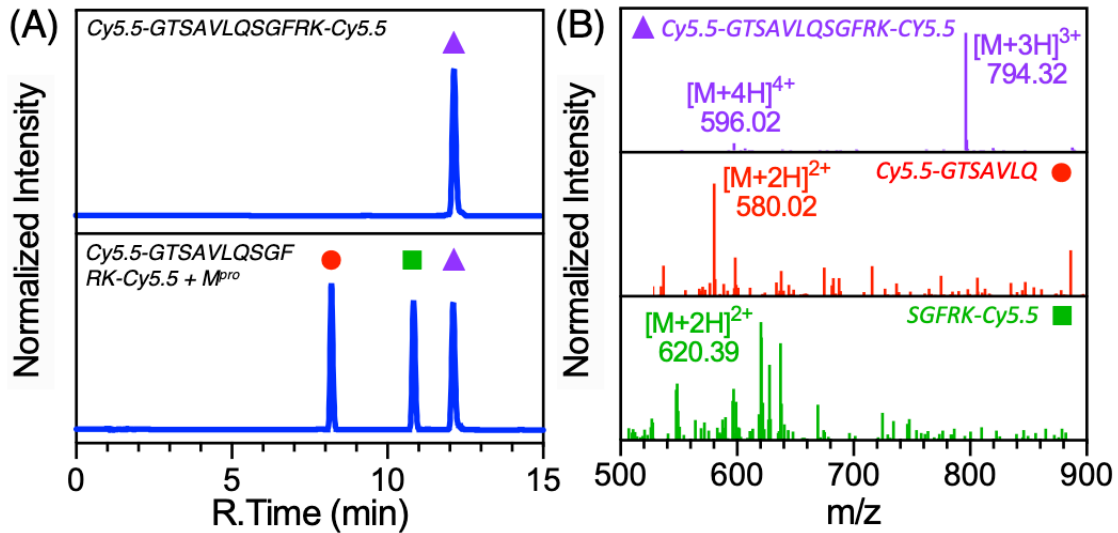 (A)
Cy5.5-GTSAVLQSGFRK-Cy5.5
Cy5.5-GTSAVLQSGF
RK-Cy5.5 + Mᵖʳᵒ
Normalized Intensity
0 5 10 15
R.Time (min)
(B)
Cy5.5-GTSAVLQSGFRK-CY5.5
[M+3H]³⁺
794.32
[M+4H]⁴⁺
596.02
Cy5.5-GTSAVLQ
[M+2H]²⁺
580.02
SGFRK-Cy5.5
[M+2H]²⁺
620.39
Normalized Intensity
500 600 700 800 900
m/z